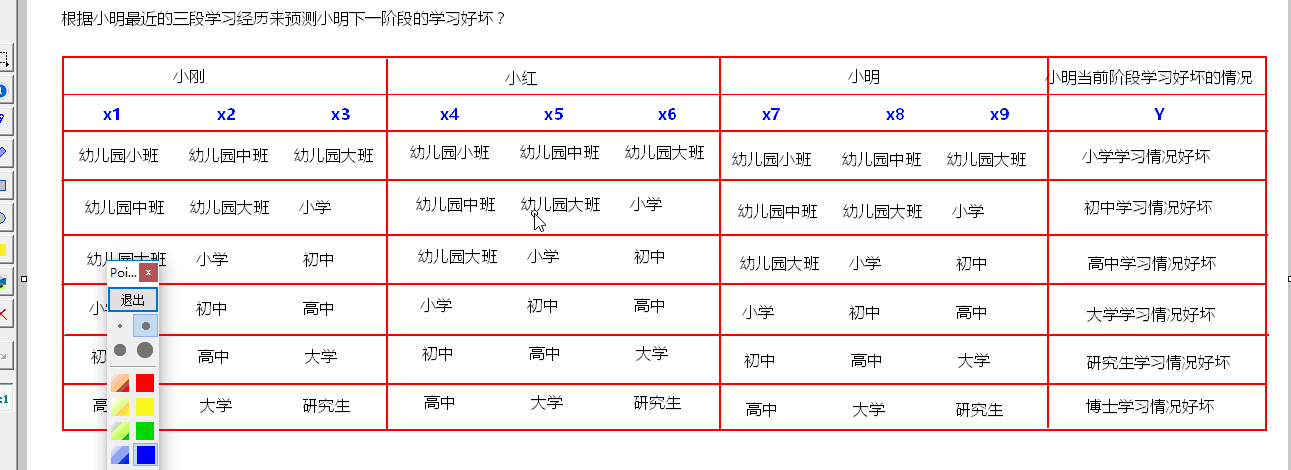 根据小明最近的三段学习经历来预测小明下一阶段的学习好坏？
小刚 小红 小明 小明当前阶段学习好坏的情况
x1 x2 x3 x4 x5 x6 x7 x8 x9 Y
幼儿园小班 幼儿园中班 幼儿园大班 幼儿园小班 幼儿园中班 幼儿园大班 幼儿园小班 幼儿园中班 幼儿园大班 小学学习情况好坏
幼儿园中班 幼儿园大班 小学 幼儿园中班 幼儿园大班 小学 幼儿园中班 幼儿园大班 小学 初中学习情况好坏
幼儿园大班 小学 初中 幼儿园大班 小学 初中 幼儿园大班 小学 初中 高中学习情况好坏
Poi... x
退出
小 初中 高中 小学 初中 高中 小学 初中 高中 大学学习情况好坏
初 高中 大学 初中 高中 大学 初中 高中 大学 研究生学习情况好坏
高 大学 研究生 高中 大学 研究生 高中 大学 研究生 博士学习情况好坏
:1